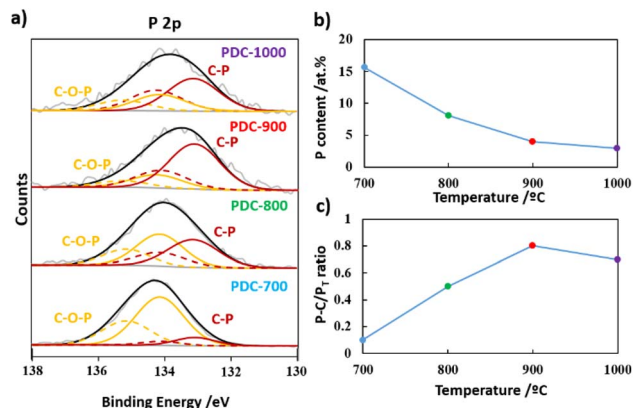 a)
P 2p
PDC-1000
C-O-P
C-P
PDC-900
C-O-P
C-P
PDC-800
C-O-P
C-P
PDC-700
C-O-P
C-P
Counts
138 136 134 132 130
Binding Energy /eV
b)
P content /at.%
20
15
10
5
0
700 800 900 1000
Temperature /ºC
c)
P-C/PT ratio
1
0.8
0.6
0.4
0.2
0
700 800 900 1000
Temperature /ºC